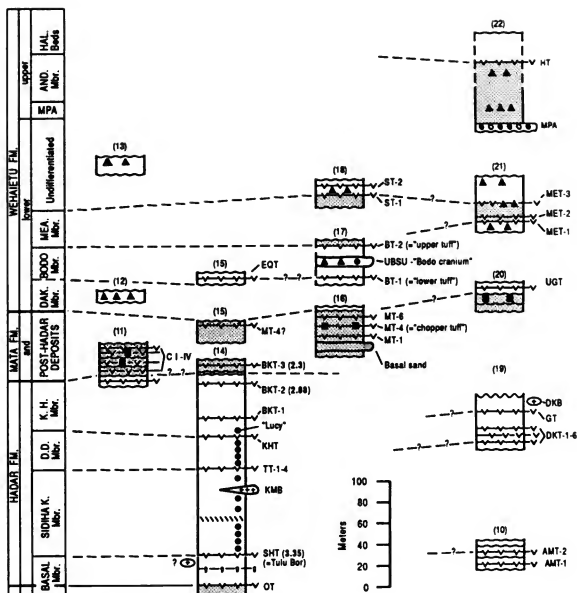 HAL. Beds
upper
AND. Mbr.
MPA
WEHAIETU FM.
lower
Undifferentiated
MEA. Mbr.
BODO Mbr.
DAK.
MATA FM.
and
POST-HADAR DEPOSITS
HADAR FM.
K. H. Mbr.
D.D. Mbr.
SIDIHA K. Mbr.
BASAL Mbr.
(22)
HT
MPA
(13)
(18)
ST-2
ST-1
?
(21)
MET-3
MET-2
MET-1
?
(17)
BT-2 (="upper tuff")
UBSU -"Bodo cranium"
BT-1 (="lower tuff")
(15)
EQT
? ?
(12)
(20)
UGT
?
(16)
MT-6
MT-4 (="chopper tuff")
MT-1
Basal sand
(15)
MT-4?
(11)
C I-IV
? ?
(14)
BKT-3 (2.3)
BKT-2 (2.88)
BKT-1
"Lucy"
KHT
TT-1-4
KMB
SHT (3.35)
(=Tulu Bor)
?
OT
(19)
DKB
GT
DKT-1-6
?
?
100
80
60
40
20
0
Meters
(10)
AMT-2
AMT-1
?